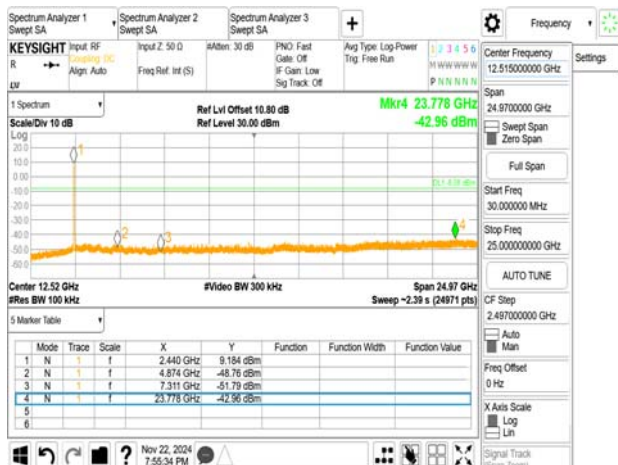 Spectrum Analyzer 1
Swept SA
Spectrum Analyzer 2
Swept SA
Spectrum Analyzer 3
Swept SA
+
Frequency
KEYSIGHT
R
Input: RF
Coupling: DC
Align: Auto
Input Z: 50 Ω
Freq Ref: Int (S)
#Atten: 30 dB
PNO: Fast
Gate: Off
IF Gain: Low
Sig Track: Off
Avg Type: Log-Power
Trig: Free Run
1 2 3 4 5 6
M W W W W W
P N N N N N
Settings
Center Frequency
12.515000000 GHz
Span
24.9700000 GHz
Swept Span
Zero Span
Full Span
Start Freq
30.000000 MHz
Stop Freq
25.000000000 GHz
AUTO TUNE
CF Step
2.497000000 GHz
Auto
Man
Freq Offset
0 Hz
X Axis Scale
Log
Lin
Signal Track
1 Spectrum
Scale/Div 10 dB
Log
Ref Lvl Offset 10.80 dB
Ref Level 30.00 dBm
Mkr4 23.778 GHz
-42.96 dBm
20.0
10.0
0.00
-10.0
-20.0
-30.0
-40.0
-50.0
-60.0
1
2
3
4
Center 12.52 GHz
#Res BW 100 kHz
#Video BW 300 kHz
Span 24.97 GHz
Sweep ~2.39 s (24971 pts)
5 Marker Table
Mode Trace Scale X Y Function Function Width Function Value
1 N 1 f 2.440 GHz 9.184 dBm
2 N 1 f 4.874 GHz -48.76 dBm
3 N 1 f 7.311 GHz -51.79 dBm
4 N 1 f 23.778 GHz -42.96 dBm
5
6
?
Nov 22, 2024
7:55:34 PM